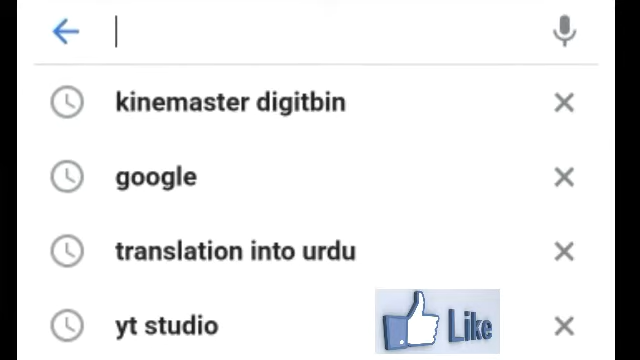 kinemaster digitbin
google
translation into urdu
yt studio
Like